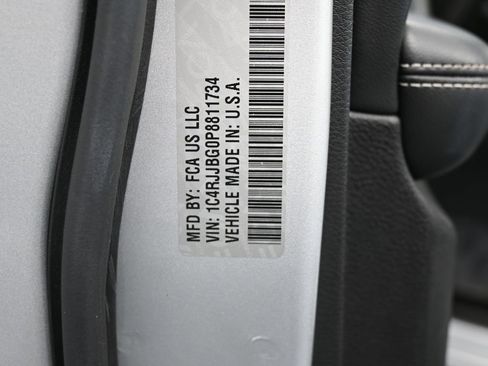 MFD BY: FCA US LLC
VIN: 1C4RJJBG0P8811734
VEHICLE MADE IN: U.S.A.